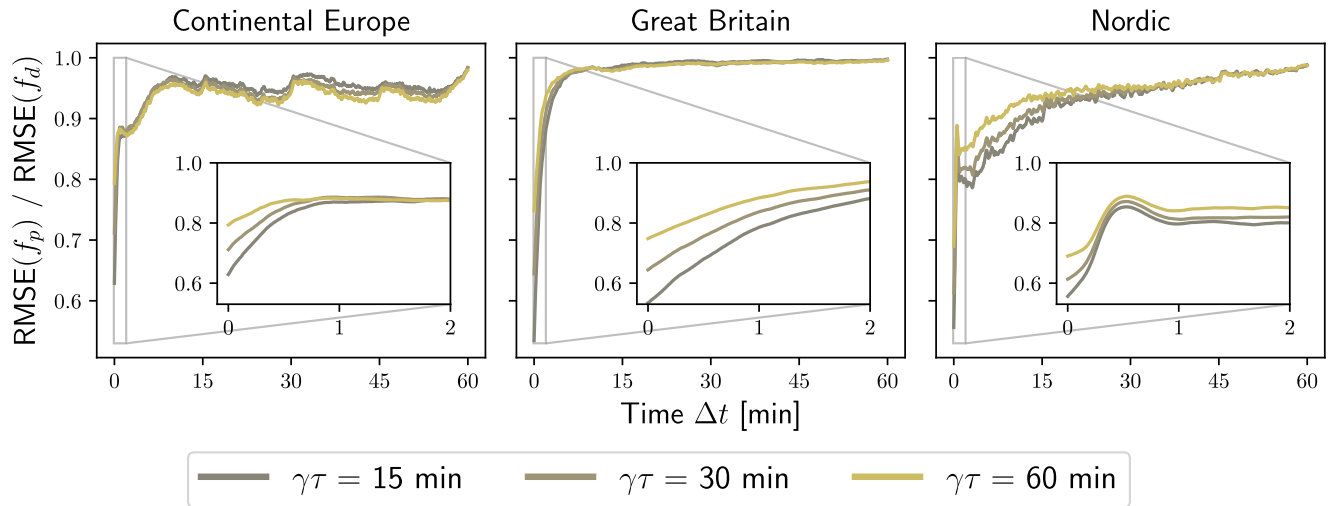 Continental Europe
Great Britain
Nordic
RMSE(f_p) / RMSE(f_d)
1.0
0.9
0.8
0.7
0.6
1.0
0.8
0.6
0 1 2
1.0
0.8
0.6
0 1 2
1.0
0.8
0.6
0 1 2
0 15 30 45 60
0 15 30 45 60
0 15 30 45 60
Time Δt [min]
γτ = 15 min
γτ = 30 min
γτ = 60 min